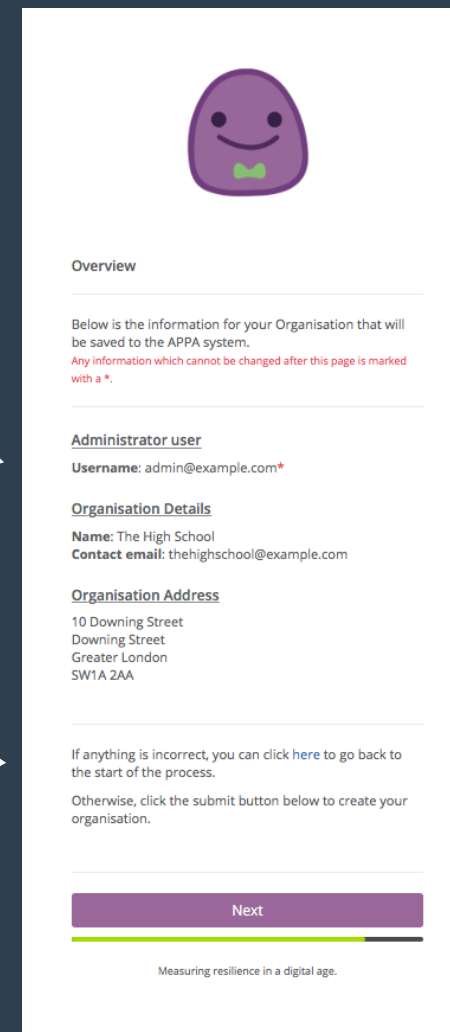 Overview
Below is the information for your Organisation that will
be saved to the APPA system.
Any information which cannot be changed after this page is marked
with a *.
Administrator user
Username: admin@example.com*
Organisation Details
Name: The High School
Contact email: thehighschool@example.com
Organisation Address
10 Downing Street
Downing Street
Greater London
SW1A 2AA
If anything is incorrect, you can click here to go back to
the start of the process.
Otherwise, click the submit button below to create your
organisation.
Next
Measuring resilience in a digital age.